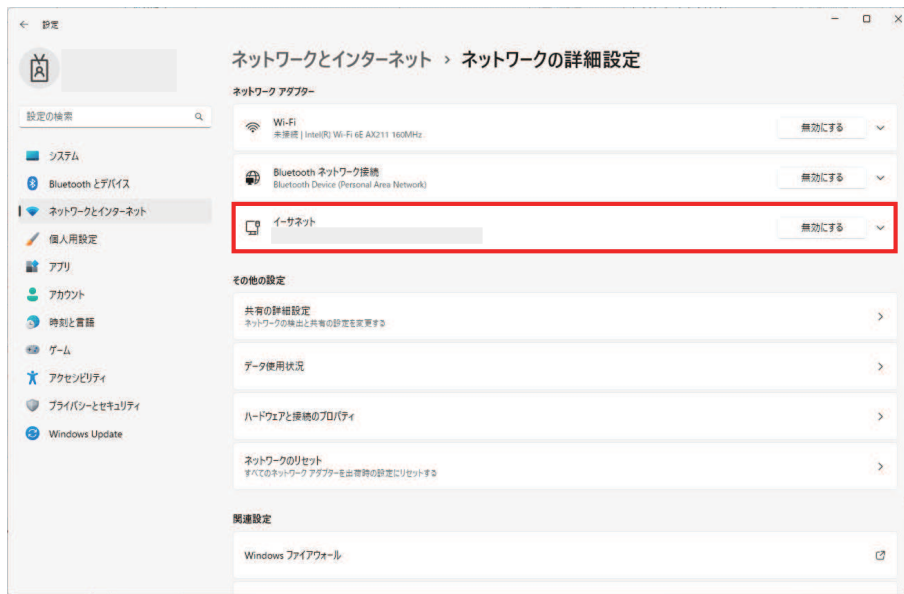 設定
ネットワークとインターネット › ネットワークの詳細設定
設定の検索
システム
Bluetooth とデバイス
ネットワークとインターネット
個人用設定
アプリ
アカウント
時刻と言語
ゲーム
アクセシビリティ
プライバシーとセキュリティ
Windows Update
ネットワーク アダプター
Wi-Fi
未接続 | Intel(R) Wi-Fi 6E AX211 160MHz
無効にする
Bluetooth ネットワーク接続
Bluetooth Device (Personal Area Network)
無効にする
イーサネット
無効にする
その他の設定
共有の詳細設定
ネットワークの検出と共有の設定を変更する
データ使用状況
ハードウェアと接続のプロパティ
ネットワークのリセット
すべてのネットワーク アダプターを出荷時の設定にリセットする
関連設定
Windows ファイアウォール